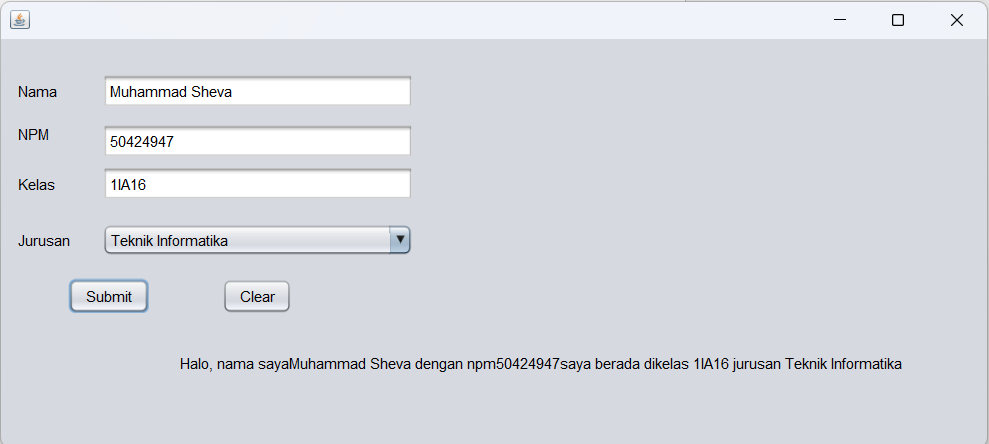 Nama Muhammad Sheva
NPM 50424947
Kelas 1IA16
Jurusan Teknik Informatika
Submit Clear
Halo, nama sayaMuhammad Sheva dengan npm50424947saya berada dikelas 1IA16 jurusan Teknik Informatika